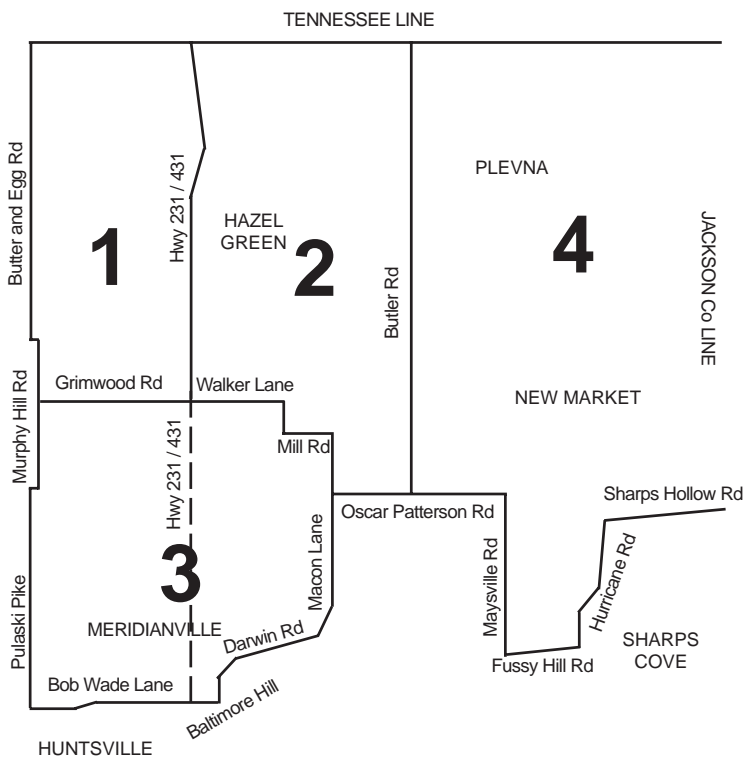 TENNESSEE LINE
Butter and Egg Rd
Hwy 231 / 431
PLEVNA
HAZEL
GREEN
1
2
4
Butler Rd
JACKSON Co LINE
Murphy Hill Rd
Grimwood Rd
Walker Lane
NEW MARKET
Mill Rd
Hwy 231 / 431
Sharps Hollow Rd
Oscar Patterson Rd
3
Macon Lane
Maysville Rd
Hurricane Rd
Pulaski Pike
MERIDIANVILLE
Darwin Rd
SHARPS
COVE
Fussy Hill Rd
Bob Wade Lane
Baltimore Hill
HUNTSVILLE